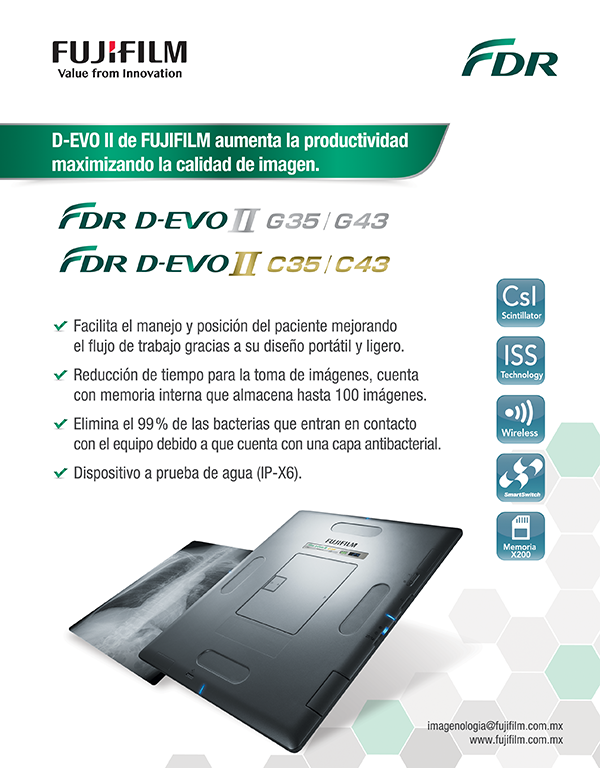 FUJIFILM
Value from Innovation
FDR
D-EVO II de FUJIFILM aumenta la productividad
maximizando la calidad de imagen.
FDR D-EVO II G35 / G43
FDR D-EVO II C35 / C43
Facilita el manejo y posición del paciente mejorando
el flujo de trabajo gracias a su diseño portátil y ligero.
Reducción de tiempo para la toma de imágenes, cuenta
con memoria interna que almacena hasta 100 imágenes.
Elimina el 99% de las bacterias que entran en contacto
con el equipo debido a que cuenta con una capa antibacterial.
Dispositivo a prueba de agua (IP-X6).
CsI
Scintillator
ISS
Technology
Wireless
SmartSwitch
Memoria
X200
FUJIFILM
imagenologia@fujifilm.com.mx
www.fujifilm.com.mx